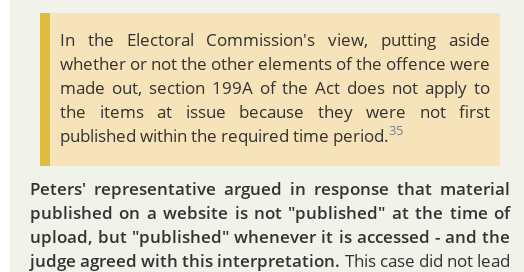 In the Electoral Commission's view, putting aside
whether or not the other elements of the offence were
made out, section 199A of the Act does not apply to
the items at issue because they were not first
published within the required time period.35
Peters' representative argued in response that material
published on a website is not "published" at the time of
upload, but "published" whenever it is accessed - and the
judge agreed with this interpretation. This case did not lead